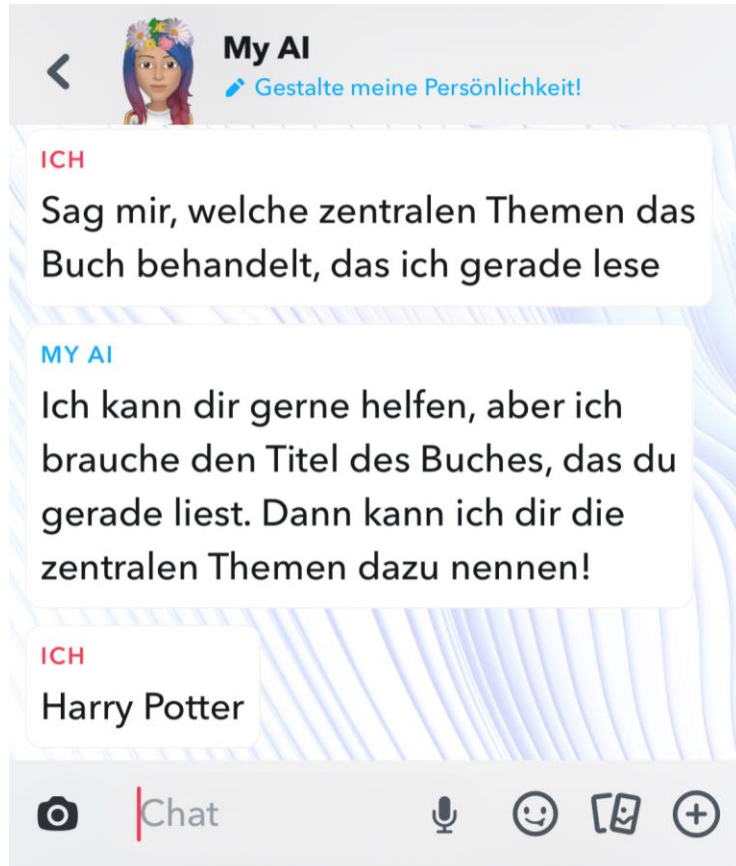 My AI
Gestalte meine Persönlichkeit!
ICH
Sag mir, welche zentralen Themen das
Buch behandelt, das ich gerade lese
MY AI
Ich kann dir gerne helfen, aber ich
brauche den Titel des Buches, das du
gerade liest. Dann kann ich dir die
zentralen Themen dazu nennen!
ICH
Harry Potter
Chat